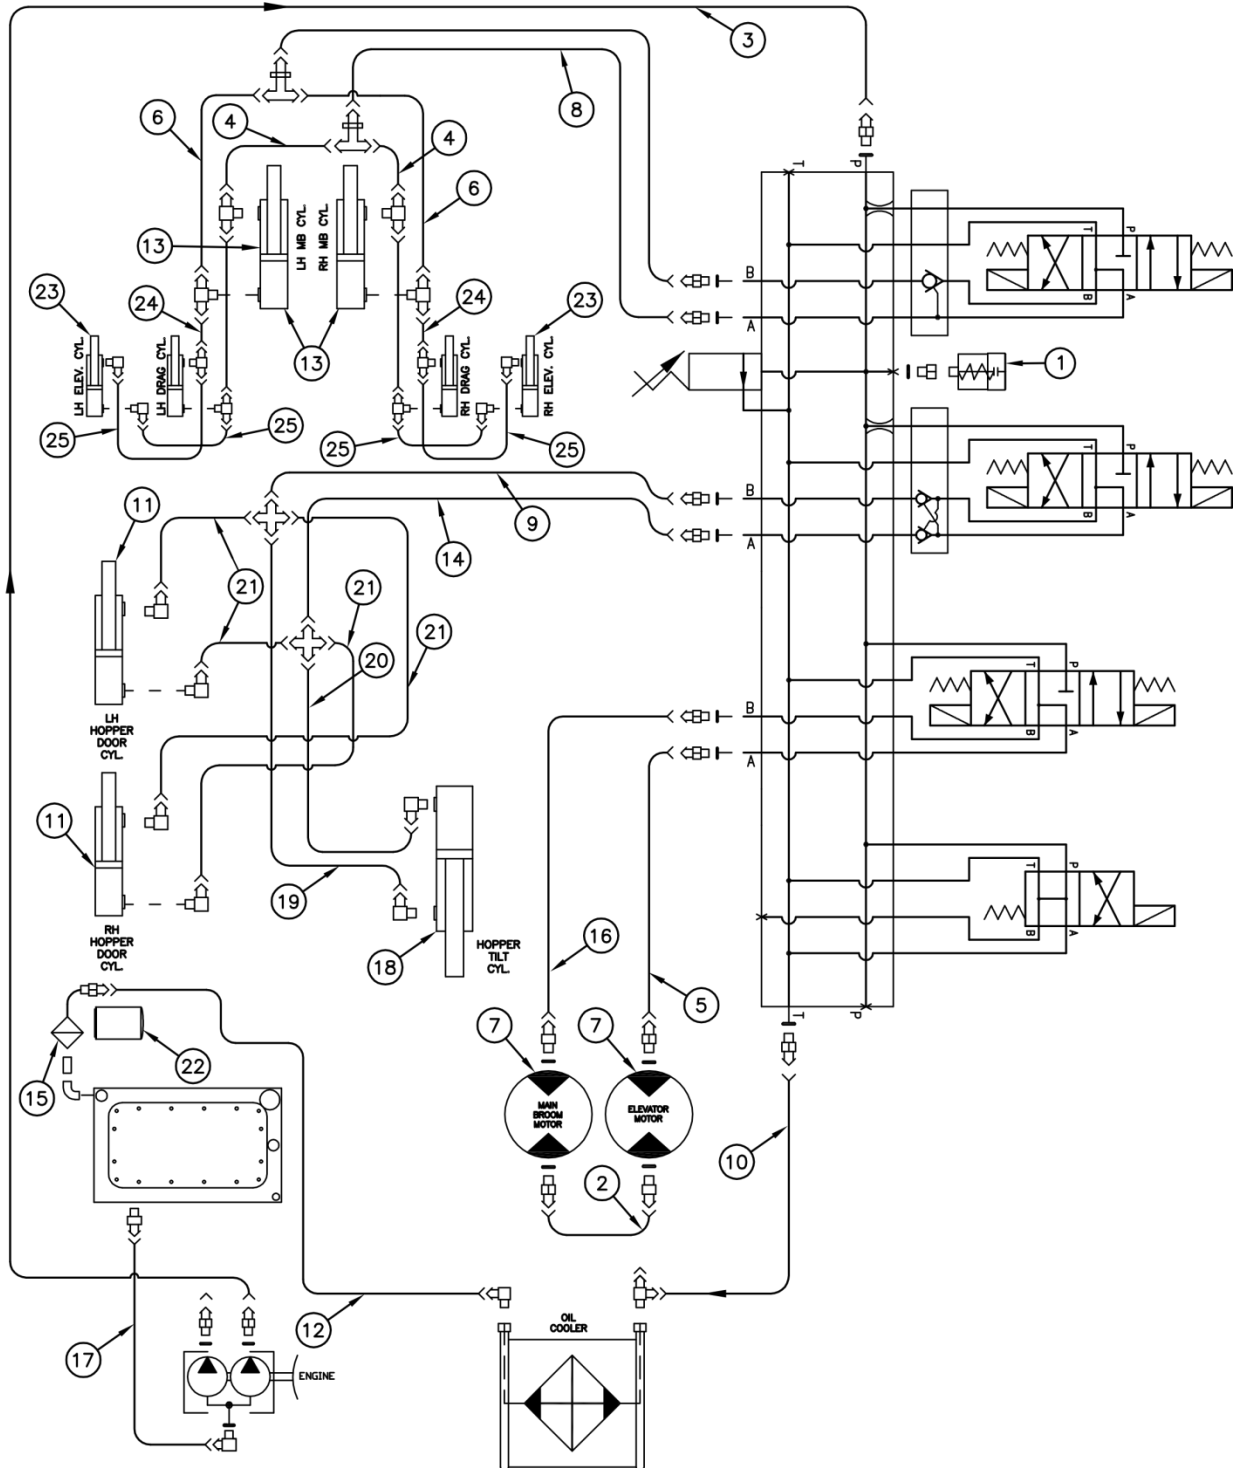 3
6
4
8
4
6
T
P
13
LH MB CYL.
RH MB CYL.
T
P
B
A
B
A
23
24
24
23
13
1
LH ELEV. CYL.
LH DRAG CYL.
RH DRAG CYL.
RH ELEV. CYL.
25
25
25
25
T
P
B
A
B
A
11
9
14
21
21
21
20
LH
HOPPER
DOOR
CYL.
T
P
B
A
B
A
11
19
18
HOPPER
TILT
CYL.
16
5
RH
HOPPER
DOOR
CYL.
T
P
B
A
T
P
15
22
7
7
MAIN
BROOM
MOTOR
ELEVATOR
MOTOR
10
2
12
17
OIL
COOLER
ENGINE